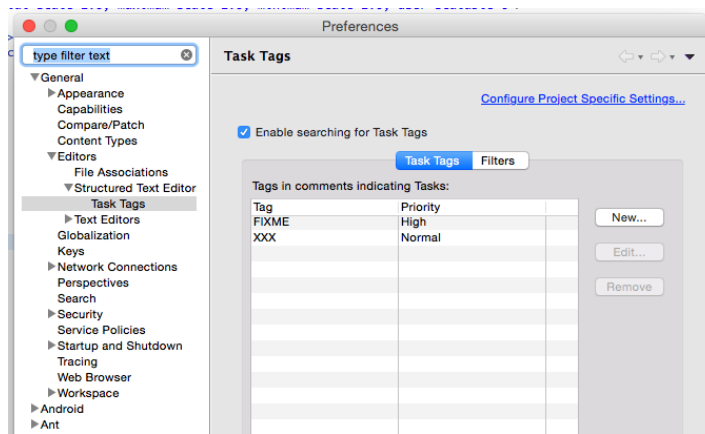 Preferences
type filter text
Task Tags
General
Appearance
Capabilities
Compare/Patch
Content Types
Editors
File Associations
Structured Text Editor
Task Tags
Text Editors
Globalization
Keys
Network Connections
Perspectives
Search
Security
Service Policies
Startup and Shutdown
Tracing
Web Browser
Workspace
Android
Ant
Configure Project Specific Settings...
Enable searching for Task Tags
Task Tags Filters
Tags in comments indicating Tasks:
Tag Priority
FIXME High
XXX Normal
New...
Edit...
Remove